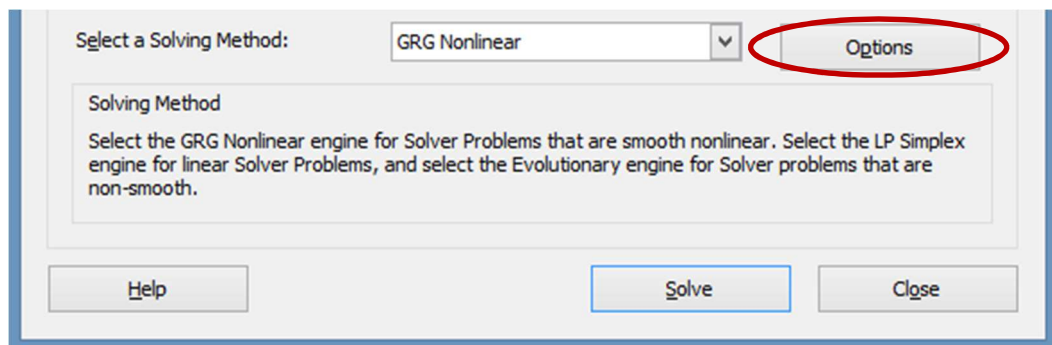 Select a Solving Method:
GRG Nonlinear
Options
Solving Method
Select the GRG Nonlinear engine for Solver Problems that are smooth nonlinear. Select the LP Simplex
engine for linear Solver Problems, and select the Evolutionary engine for Solver problems that are
non-smooth.
Help
Solve
Close